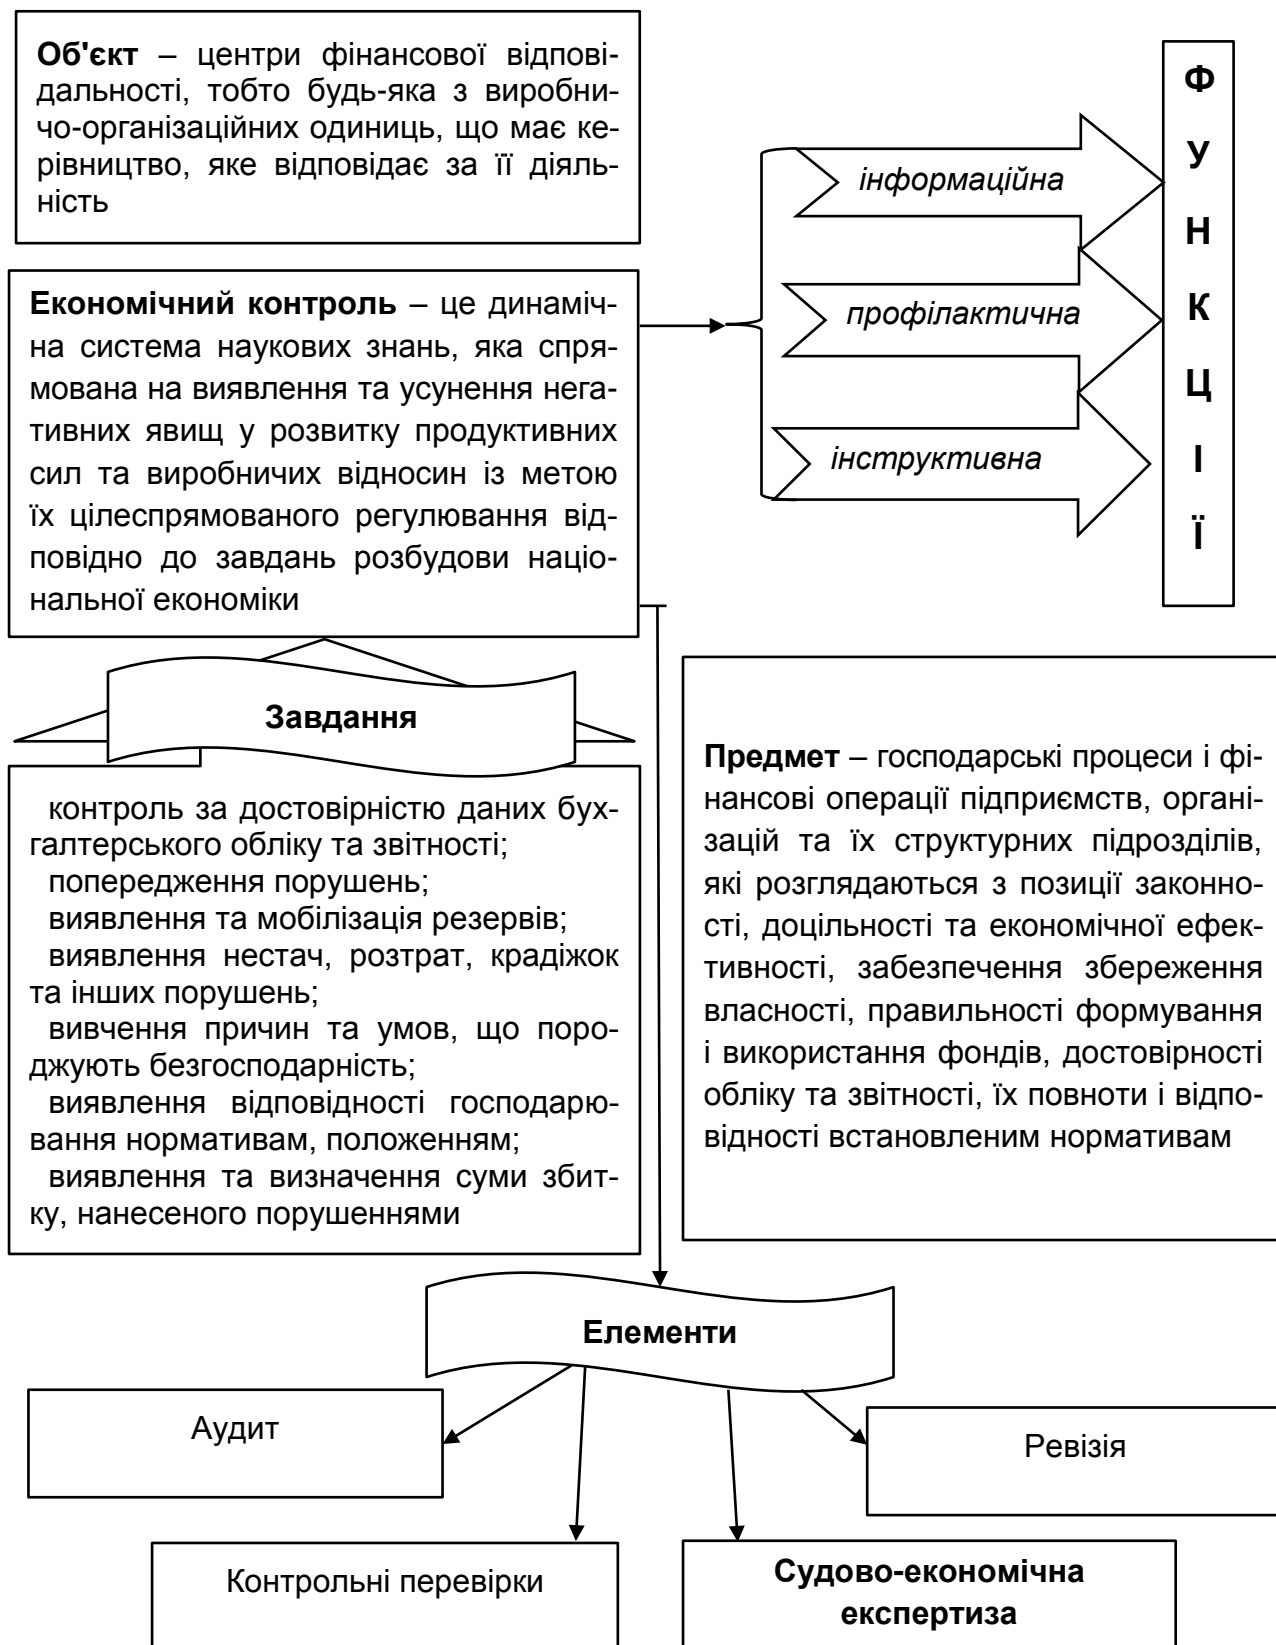 Об'єкт – центри фінансової відпові-
дальності, тобто будь-яка з виробни-
чо-організаційних одиниць, що має ке-
рівництво, яке відповідає за її діяль-
ність
Економічний контроль – це динаміч-
на система наукових знань, яка спря-
мована на виявлення та усунення нега-
тивних явищ у розвитку продуктивних
сил та виробничих відносин із метою
їх цілеспрямованого регулювання від-
повідно до завдань розбудови націо-
нальної економіки
інформаційна
профілактична
інструктивна
Ф
У
Н
К
Ц
І
Ї
Завдання
контроль за достовірністю даних бух-
галтерського обліку та звітності;
попередження порушень;
виявлення та мобілізація резервів;
виявлення нестач, розтрат, крадіжок
та інших порушень;
вивчення причин та умов, що поро-
джують безгосподарність;
виявлення відповідності господарю-
вання нормативам, положенням;
виявлення та визначення суми збит-
ку, нанесеного порушеннями
Предмет – господарські процеси і фі-
нансові операції підприємств, органі-
зацій та їх структурних підрозділів,
які розглядаються з позиції законно-
сті, доцільності та економічної ефек-
тивності, забезпечення збереження
власності, правильності формування
і використання фондів, достовірності
обліку та звітності, їх повноти і відпо-
відності встановленим нормативам
Елементи
Аудит
Ревізія
Контрольні перевірки
Судово-економічна
експертиза